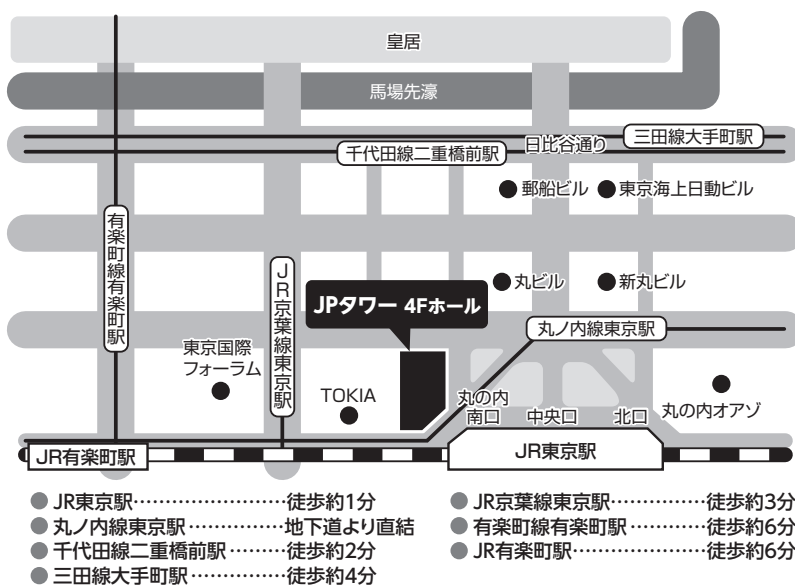 皇居
馬場先濠
三田線大手町駅
日比谷通り
千代田線二重橋前駅
郵船ビル
東京海上日動ビル
有楽町線有楽町駅
JR京葉線東京駅
丸ビル
新丸ビル
JPタワー 4Fホール
丸ノ内線東京駅
東京国際
フォーラム
TOKIA
丸の内
南口
中央口
北口
丸の内オアゾ
JR有楽町駅
JR東京駅
● JR東京駅……………………徒歩約1分
● 丸ノ内線東京駅……………地下道より直結
● 千代田線二重橋前駅………徒歩約2分
● 三田線大手町駅……………徒歩約4分
● JR京葉線東京駅……………徒歩約3分
● 有楽町線有楽町駅…………徒歩約6分
● JR有楽町駅…………………徒歩約6分